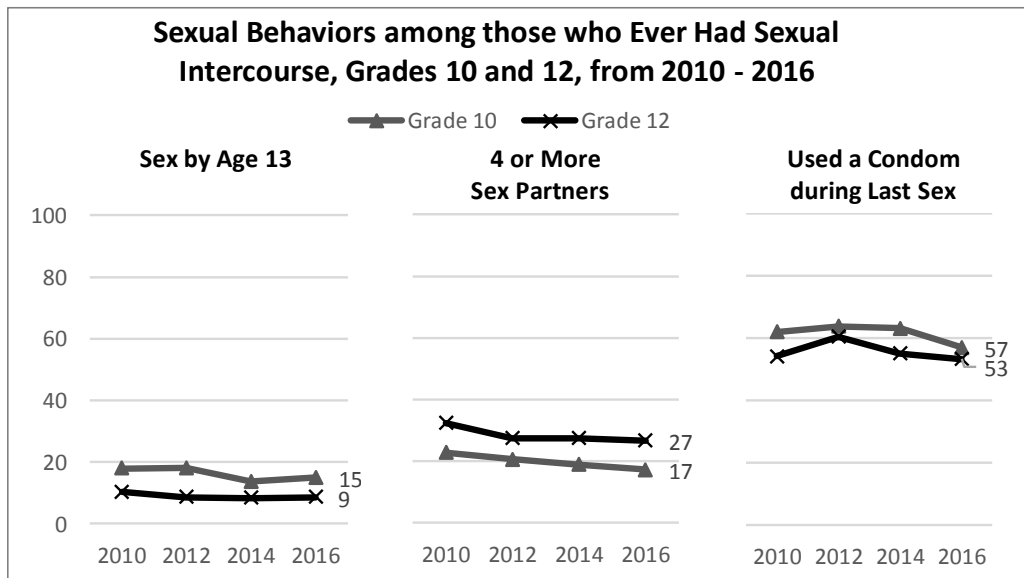 Sexual Behaviors among those who Ever Had Sexual
Intercourse, Grades 10 and 12, from 2010 - 2016
Grade 10 Grade 12
Sex by Age 13
4 or More
Sex Partners
Used a Condom
during Last Sex
100
80
60
40
20
0
15
9
27
17
57
53
2010 2012 2014 2016
2010 2012 2014 2016
2010 2012 2014 2016